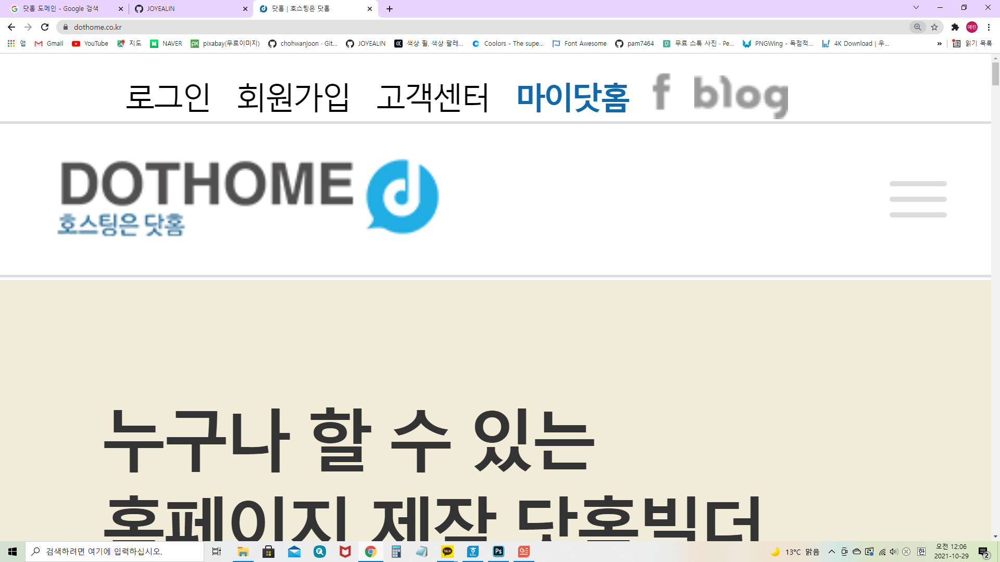 닷홈 도메인 - Google 검색
JOYEALIN
닷홈 | 호스팅은 닷홈
dothome.co.kr
예린
앱
Gmail
YouTube
지도
NAVER
pixabay(무료이미지)
chohwanjoon · Git...
JOYEALIN
색상 휠, 색상 팔레...
Coolors - The supe...
Font Awesome
pam7464
무료 스톡 사진 · Pe...
PNGWing - 독점적...
4K Download | 우...
»
읽기 목록
로그인 회원가입 고객센터 마이닷홈 f blog
DOTHOME
호스팅은 닷홈
누구나 할 수 있는
홈페이지 제작 닷홈빅더
검색하려면 여기에 입력하십시오.
TALK
호
Ps
13°C 맑음
한
오전 12:06
2021-10-29
2